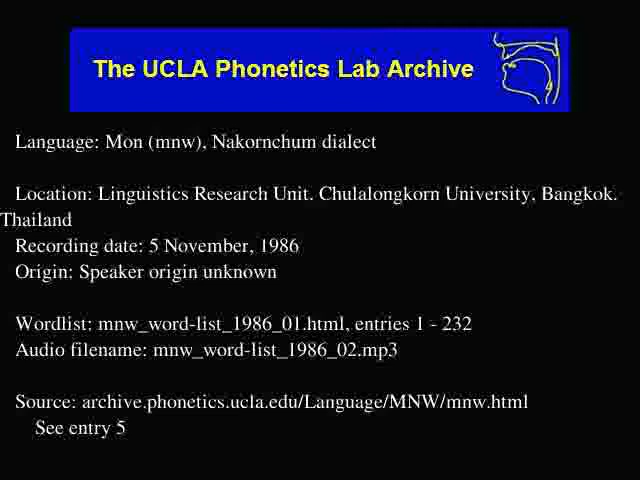 The UCLA Phonetics Lab Archive
Language: Mon (mnw), Nakornchum dialect
Location: Linguistics Research Unit. Chulalongkorn University, Bangkok.
Thailand
Recording date: 5 November, 1986
Origin: Speaker origin unknown
Wordlist: mnw_word-list_1986_01.html, entries 1 - 232
Audio filename: mnw_word-list_1986_02.mp3
Source: archive.phonetics.ucla.edu/Language/MNW/mnw.html
See entry 5